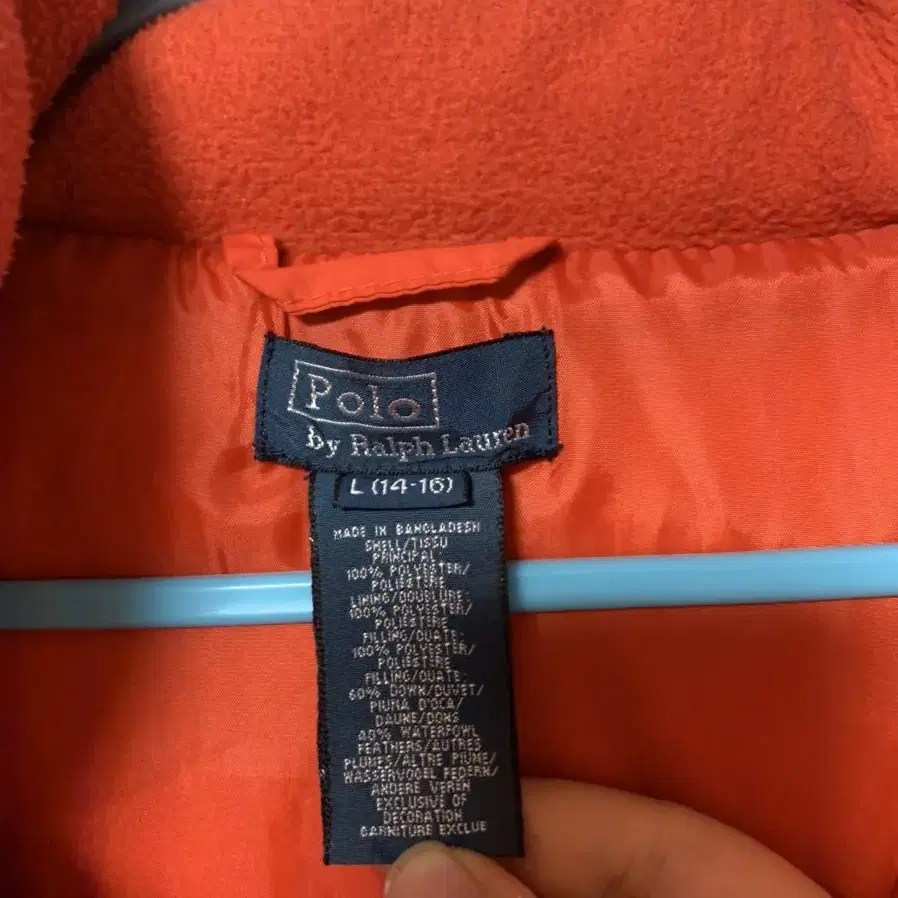 Polo
by Ralph Lauren
L (14-16)
MADE IN BANGLADESH
SHELL/TISSU
PRINCIPAL
100% POLYESTER/
POLIESTERE
LINING/DOUBLURE:
100% POLYESTER/
POLIESTERE
FILLING/OUATE:
100% POLYESTER/
POLIESTERE
FILLING/OUATE:
60% DOWN/DUVET/
PIUMA D'OCA/
DAUNE/DONS
40% WATERFOWL
FEATHERS/AUTRES
PLUMES/ALTRE PIUME/
WASSERVOGEL FEDERN/
ANDERE VEREN
EXCLUSIVE OF
DECORATION
GARNITURE EXCLUE